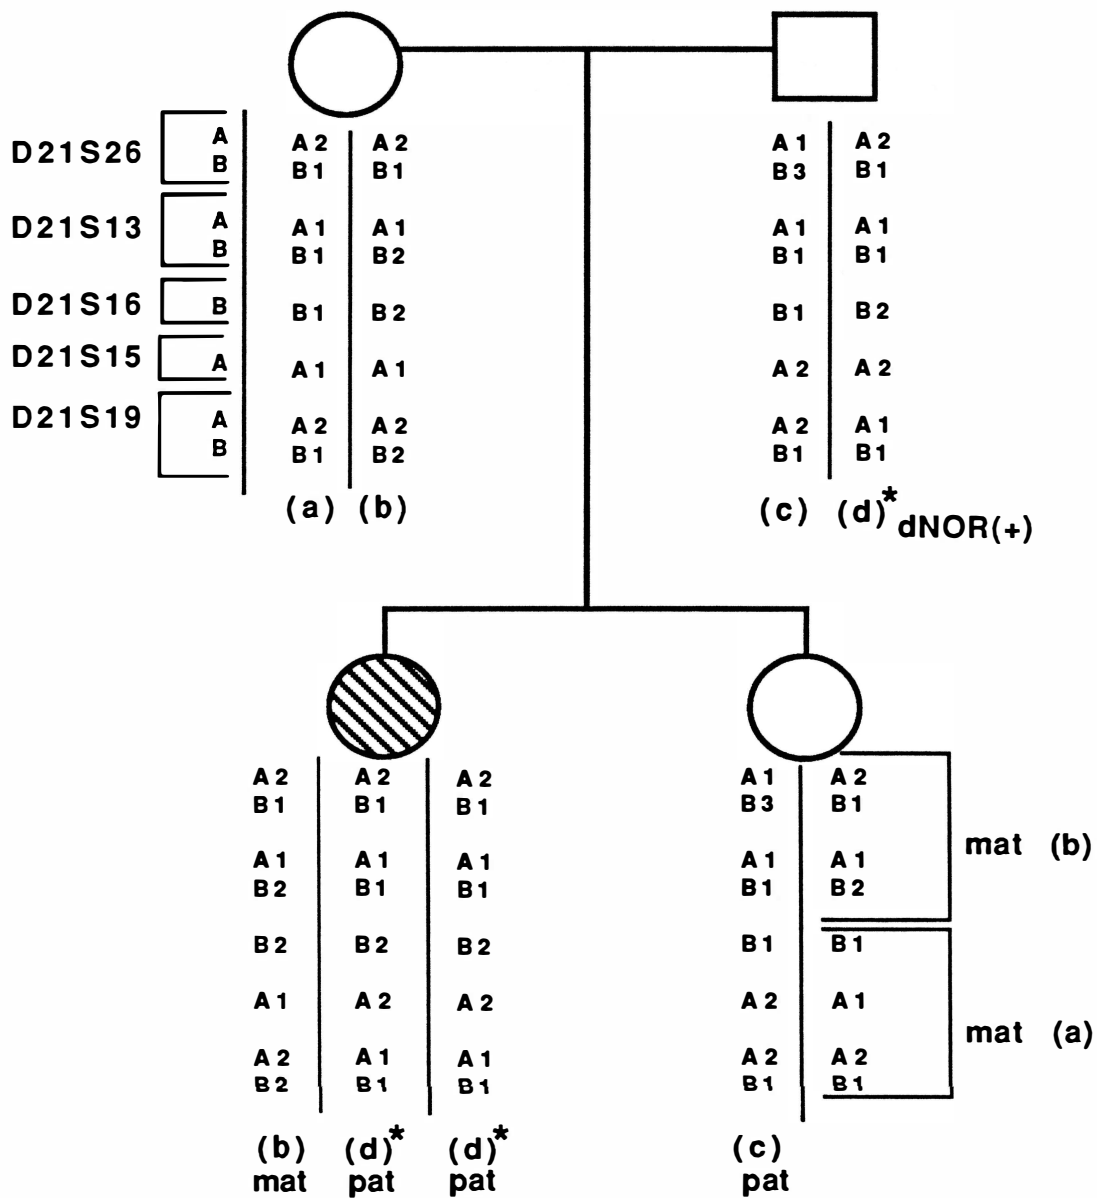 D21S26 A A2 A2 A1 A2
B B1 B1 B3 B1
D21S13 A A1 A1 A1 A1
B B1 B2 B1 B1
D21S16 B B1 B2 B1 B2
D21S15 A A1 A1 A2 A2
D21S19 A A2 A2 A2 A1
B B1 B2 B1 B1
(a) (b) (c) (d)* dNOR(+)
A2 A2 A2 A1 A2
B1 B1 B1 B3 B1
mat (b)
A1 A1 A1 A1 A1
B2 B1 B1 B1 B2
B2 B2 B2 B1 B1
A1 A2 A2 A2 A1
mat (a)
A2 A1 A1 A2 A2
B2 B1 B1 B1 B1
(b) (d)* (d)* (c)
mat pat pat pat